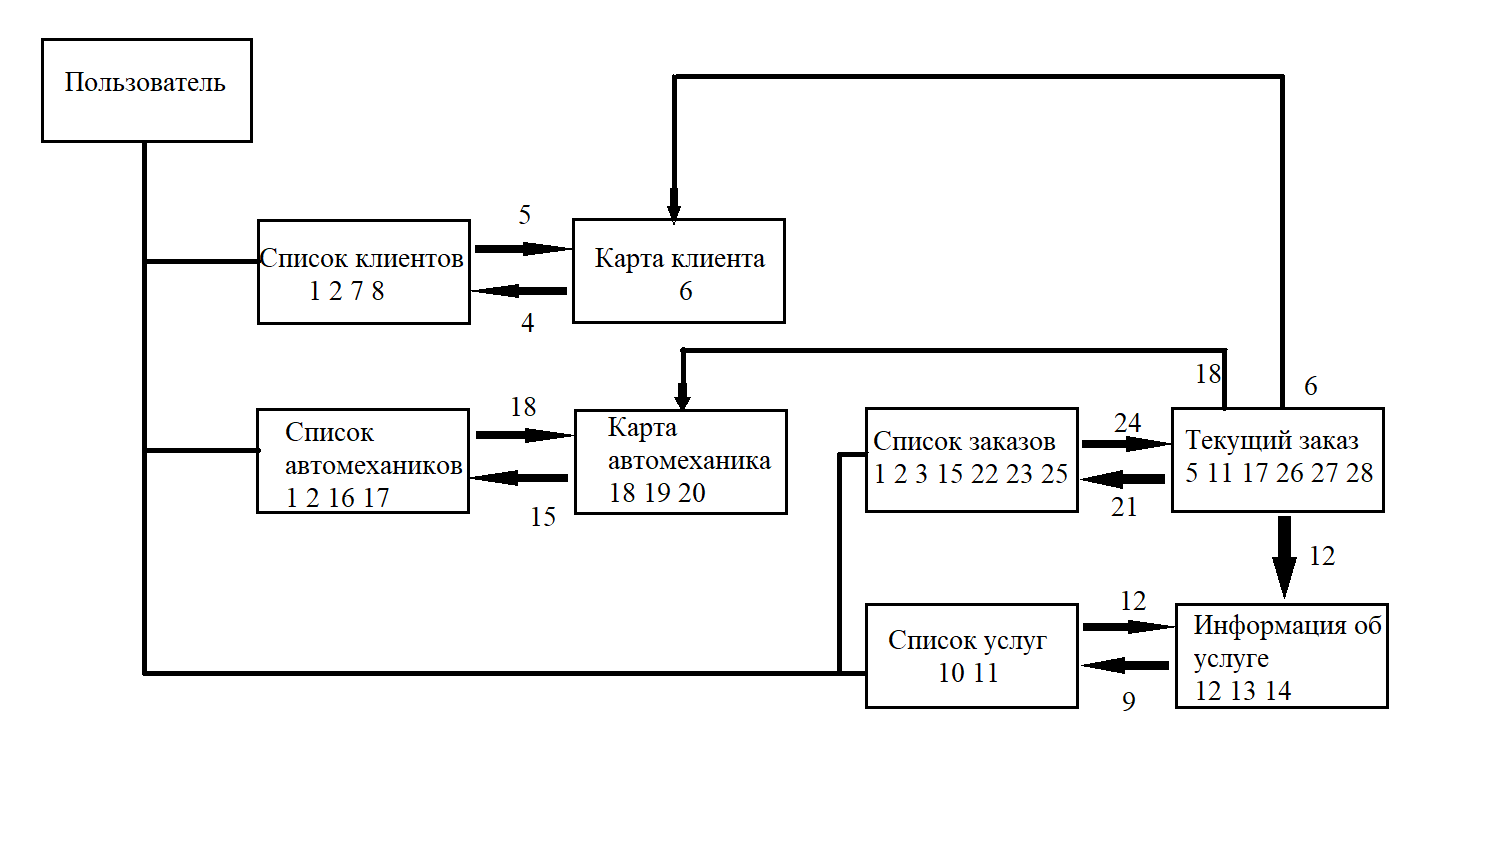 Пользователь
5
Список клиентов
1 2 7 8
Карта клиента
6
4
18
6
18
Список
автомехаников
1 2 16 17
Карта
автомеханика
18 19 20
15
Список заказов
1 2 3 15 22 23 25
24
21
Текущий заказ
5 11 17 26 27 28
12
Список услуг
10 11
12
9
Информация об
услуге
12 13 14